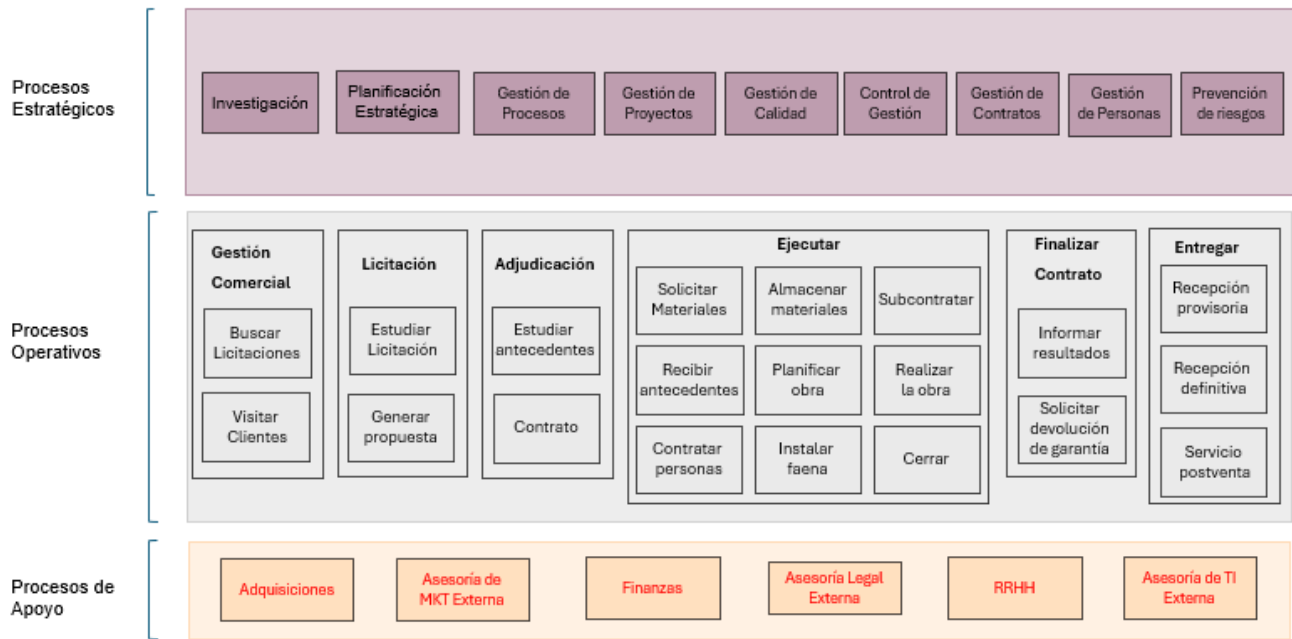 Procesos
Estratégicos
Investigación
Planificación
Estratégica
Gestión de
Procesos
Gestión de
Proyectos
Gestión de
Calidad
Control de
Gestión
Gestión de
Contratos
Gestión
de Personas
Prevención
de riesgos
Procesos
Operativos
Gestión
Comercial
Buscar
Licitaciones
Visitar
Clientes
Licitación
Estudiar
Licitación
Generar
propuesta
Adjudicación
Estudiar
antecedentes
Contrato
Ejecutar
Solicitar
Materiales
Almacenar
materiales
Subcontratar
Recibir
antecedentes
Planificar
obra
Realizar
la obra
Contratar
personas
Instalar
faena
Cerrar
Finalizar
Contrato
Informar
resultados
Solicitar
devolución
de garantía
Entregar
Recepción
provisoria
Recepción
definitiva
Servicio
postventa
Procesos de
Apoyo
Adquisiciones
Asesoría de
MKT Externa
Finanzas
Asesoría Legal
Externa
RRHH
Asesoría de TI
Externa